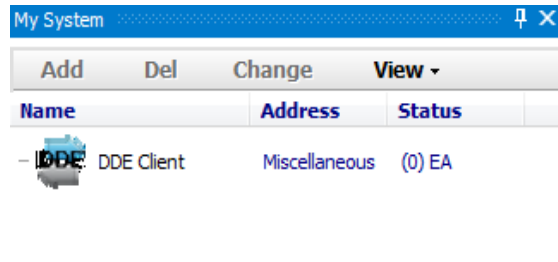 My System
Add Del Change View
Name Address Status
DDE DDE Client Miscellaneous (0) EA